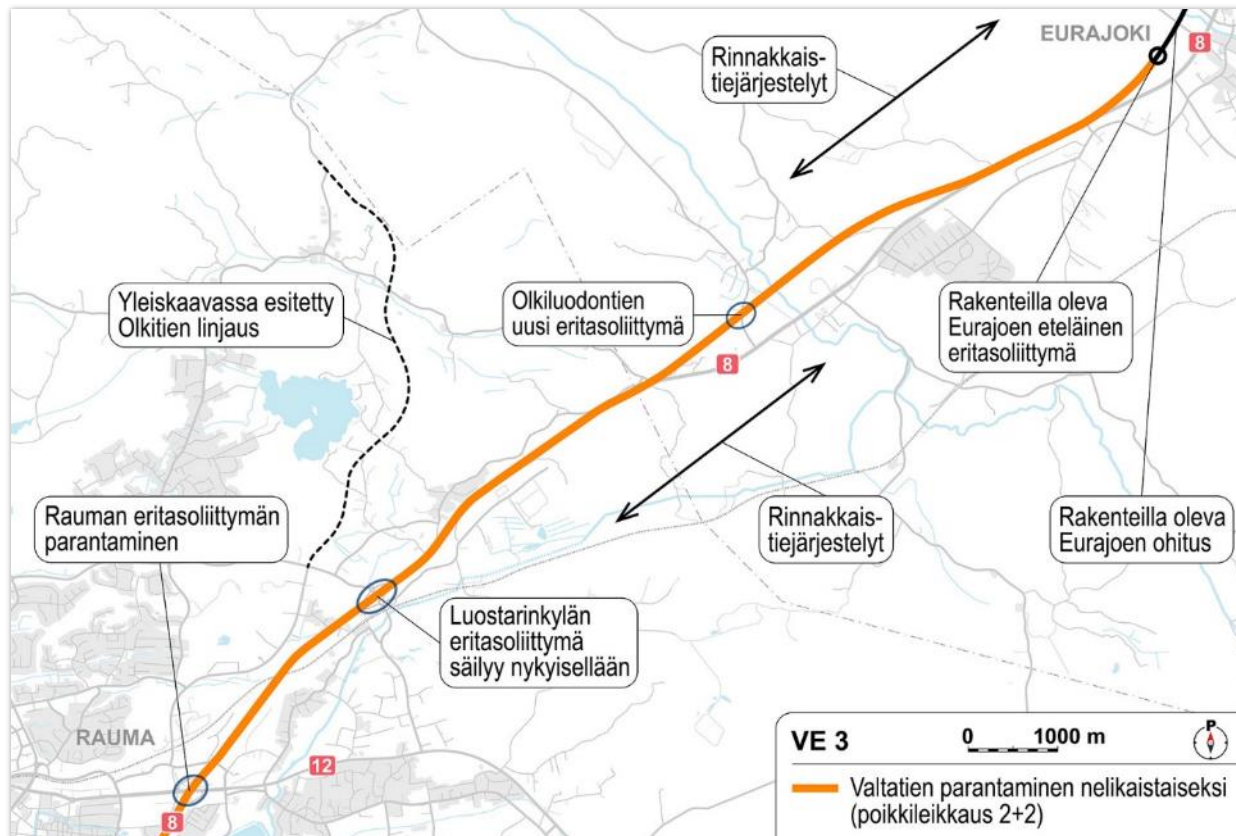 EURAJOKI
8
Rinnakkais-
tiejärjestelyt
Yleiskaavassa esitetty
Olkitien linjaus
Olkiluodontien
uusi eritasoliittymä
Rakenteilla oleva
Eurajoen eteläinen
eritasoliittymä
8
Rauman eritasoliittymän
parantaminen
Rinnakkais-
tiejärjestelyt
Rakenteilla oleva
Eurajoen ohitus
Luostarinkylän
eritasoliittymä
säilyy nykyisellään
RAUMA
12
8
VE 3
0 1000 m
P
Valtatien parantaminen nelikaistaiseksi
(poikkileikkaus 2+2)